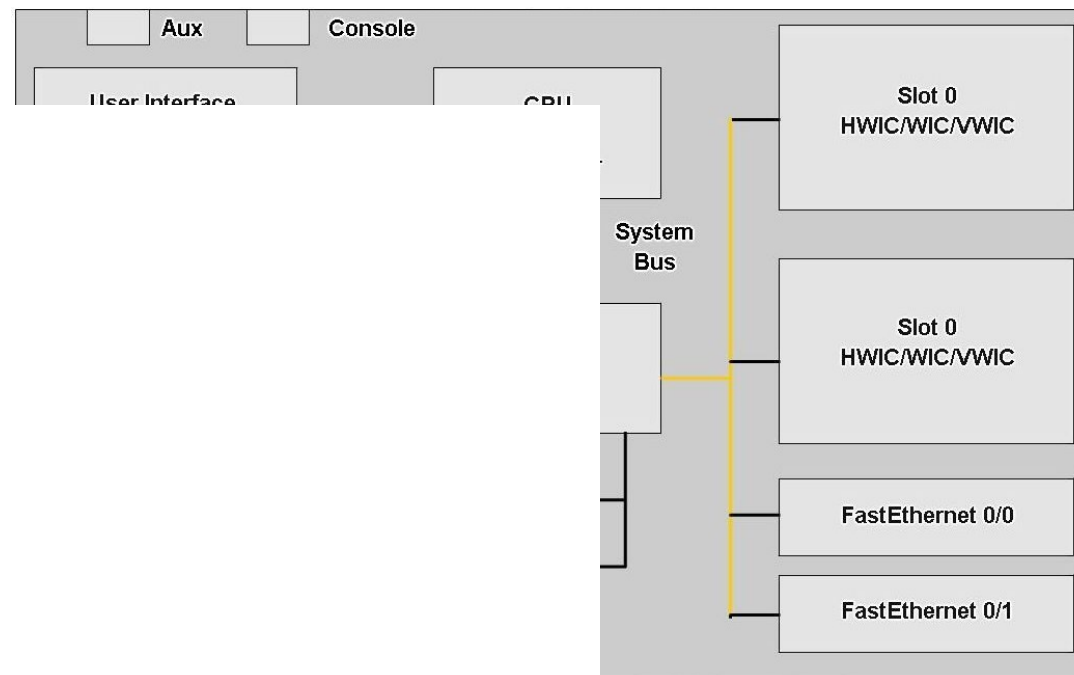 Aux
Console
User Interface
CPU
System
Bus
Slot 0
HWIC/WIC/VWIC
Slot 0
HWIC/WIC/VWIC
FastEthernet 0/0
FastEthernet 0/1